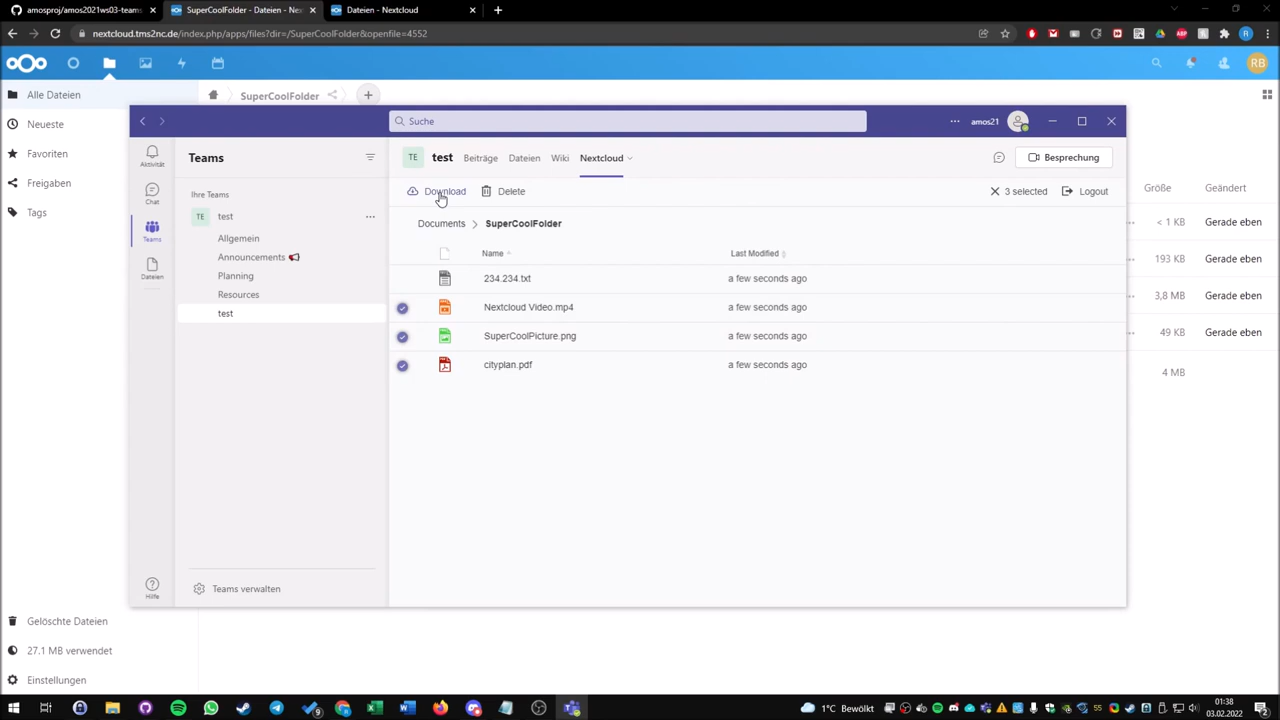 amosproj/amos2021ws03-teams
SuperCoolFolder - Dateien - Nex
Dateien - Nextcloud
nextcloud.tms2nc.de/index.php/apps/files?dir=/SuperCoolFolder&openfile=4552
RB
Alle Dateien
SuperCoolFolder
Neueste
Favoriten
Freigaben
Tags
Suche
amos21
Aktivität
Chat
Teams
Dateien
Hilfe
Teams
Ihre Teams
TE test
Allgemein
Announcements 📢
Planning
Resources
test
Teams verwalten
TE test Beiträge Dateien Wiki Nextcloud
Besprechung
Download Delete 3 selected Logout
Documents > SuperCoolFolder
Name Last Modified
234.234.txt a few seconds ago
Nextcloud Video.mp4 a few seconds ago
SuperCoolPicture.png a few seconds ago
cityplan.pdf a few seconds ago
Größe Geändert
< 1 KB Gerade eben
193 KB Gerade eben
3,8 MB Gerade eben
49 KB Gerade eben
4 MB
Gelöschte Dateien
27.1 MB verwendet
Einstellungen
1°C Bewölkt
01:38
03.02.2022